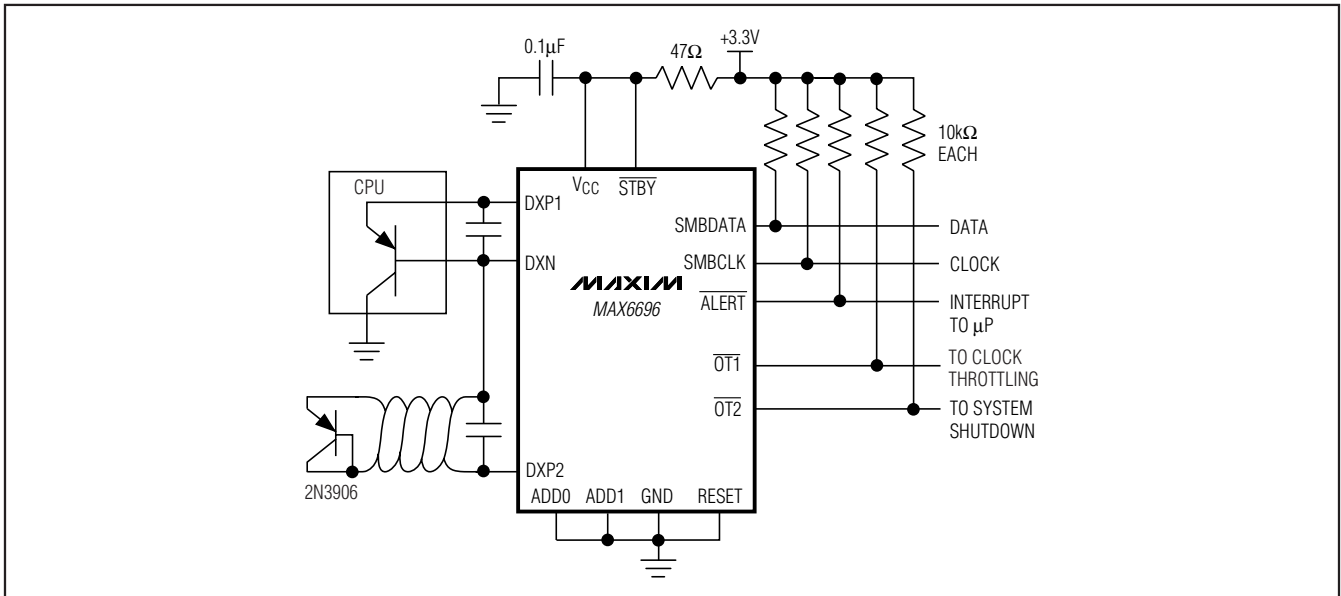 0.1μF
47Ω
+3.3V
10kΩ
EACH
CPU
VCC
STBY
DXP1
SMBDATA
DATA
DXN
SMBCLK
CLOCK
MAXIM
MAX6696
ALERT
INTERRUPT
TO μP
OT1
TO CLOCK
THROTTLING
OT2
TO SYSTEM
SHUTDOWN
DXP2
2N3906
ADD0 ADD1 GND RESET